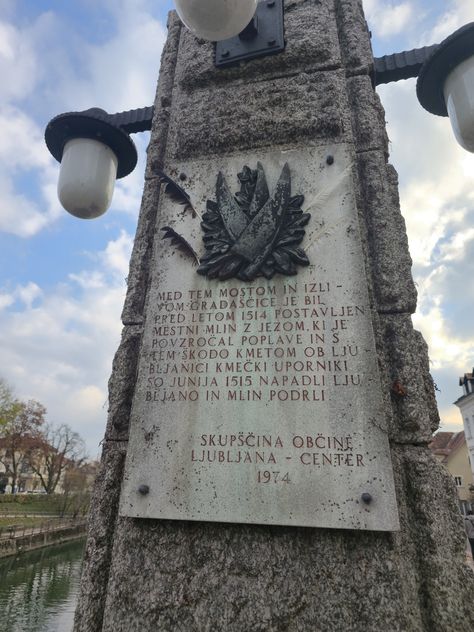 MED TEM MOSTOM IN IZLI -
VOM GRADAŠČICE JE BIL
PRED LETOM 1514 POSTAVLJEN
MESTNI MLIN Z JEZOM, KI JE
POVZROČAL POPLAVE IN S
TEM ŠKODO KMETOM OB LJU
BLJANICI KMEČKI UPORNIKI
SO JUNIJA 1515 NAPADLI LJU
BLJANO IN MLIN PODRLI
SKUPŠČINA OBČINE
LJUBLJANA - CENTER
1974